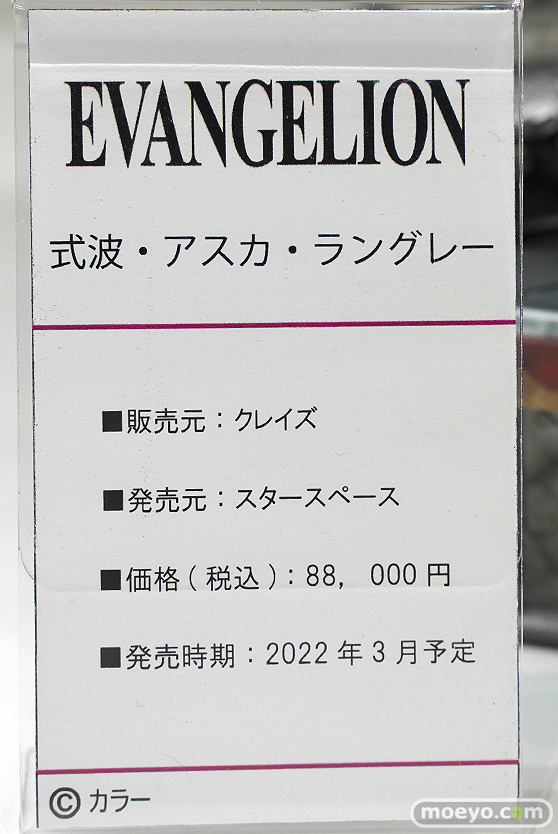 EVANGELION
式波・アスカ・ラングレー
■販売元：クレイズ
■発売元：スタースペース
■価格(税込)：88，000円
■発売時期：2022年3月予定
©カラー
moeyo.com